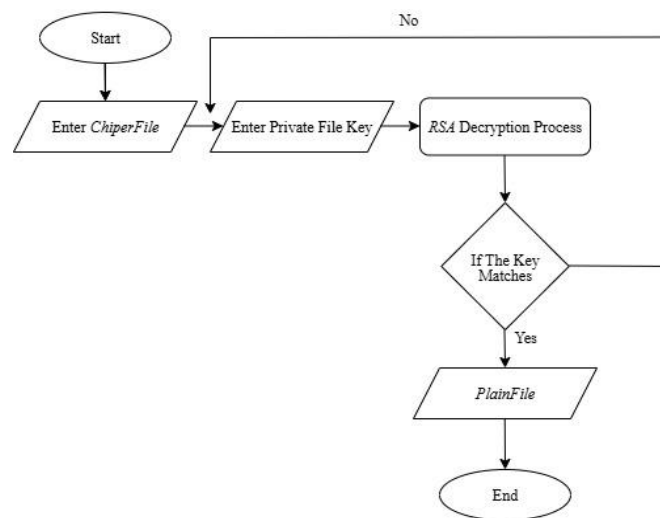 No
Start
Enter ChiperFile
Enter Private File Key
RSA Decryption Process
If The Key
Matches
Yes
PlainFile
End